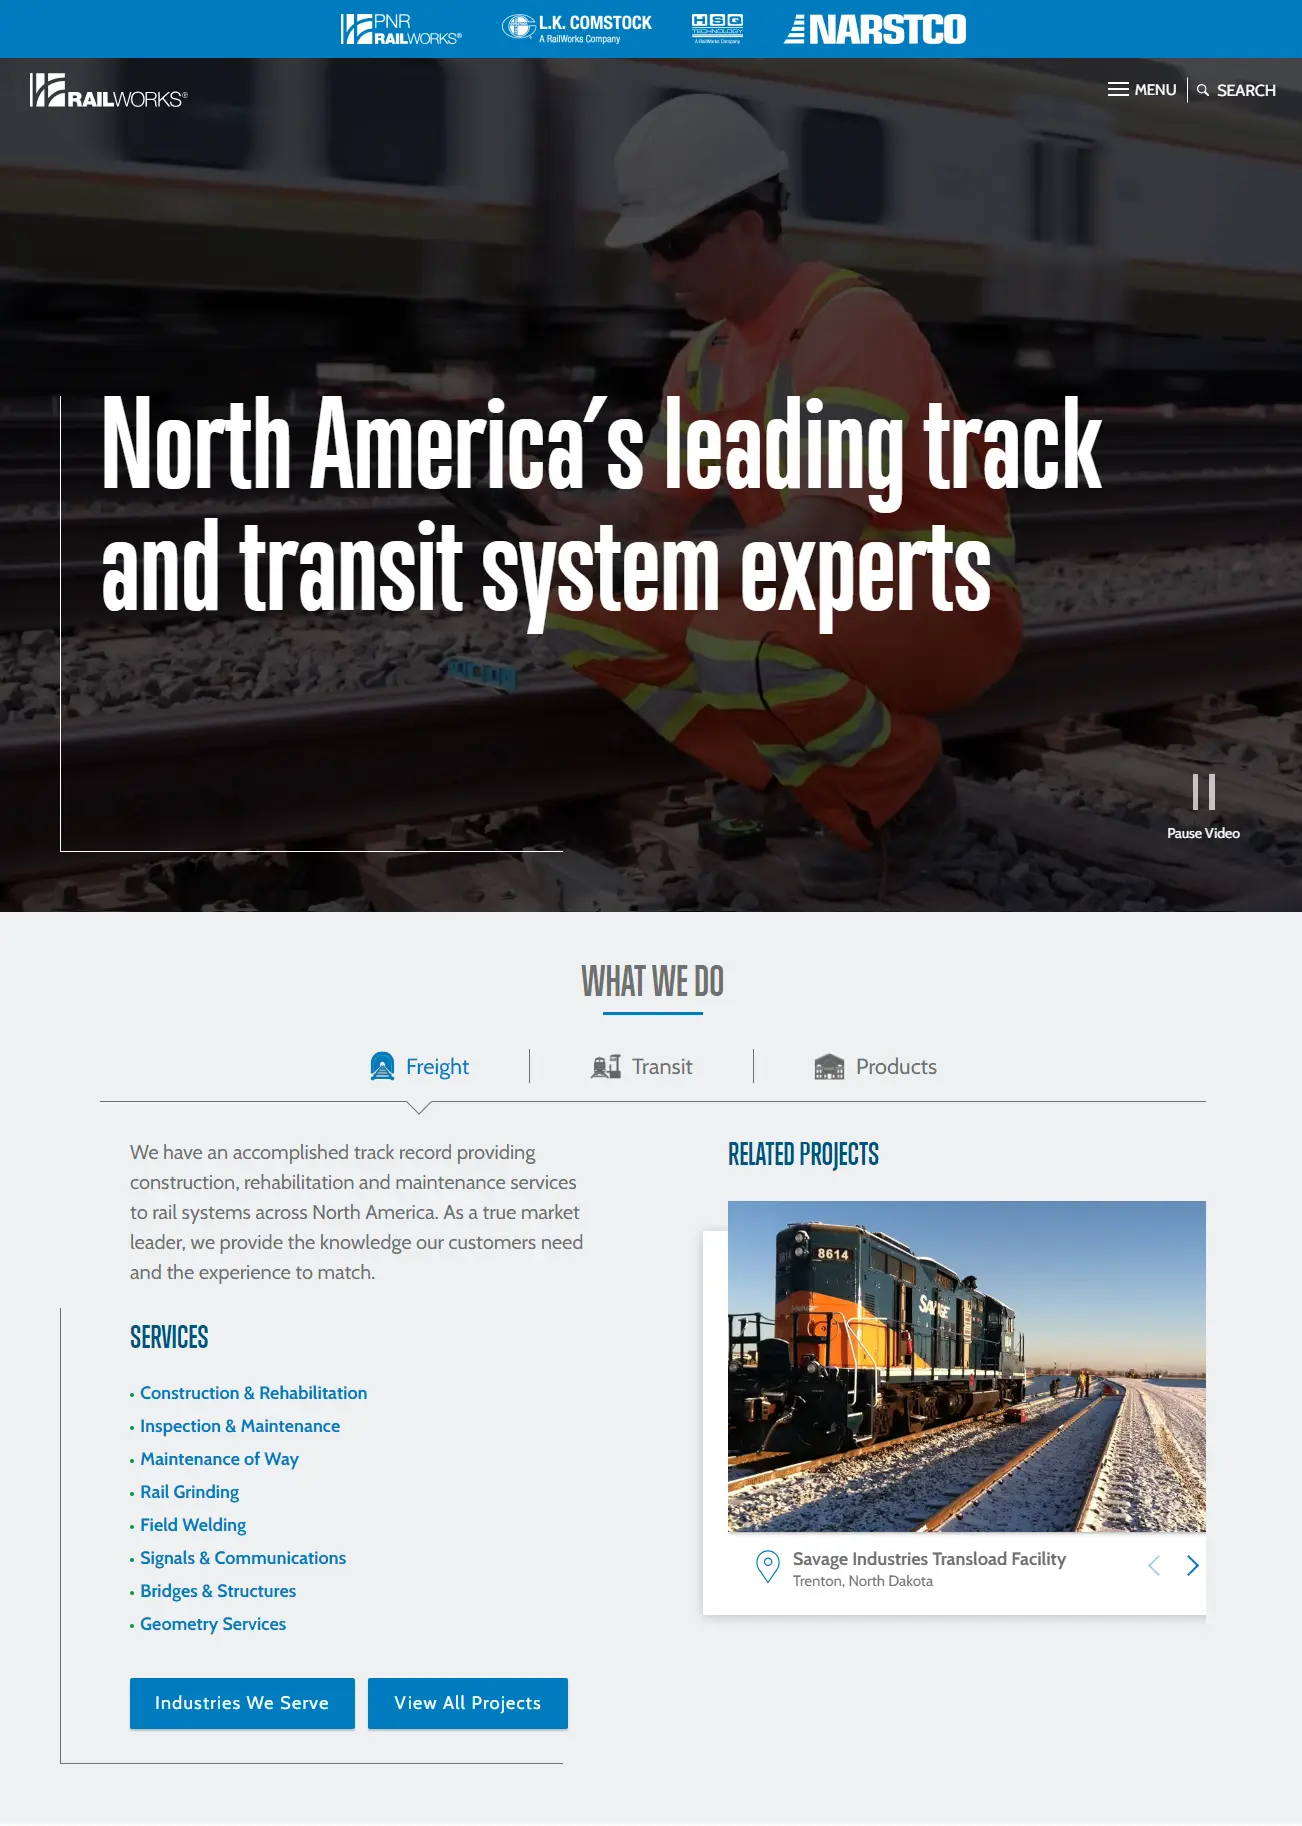 PNR
RAILWORKS®
L.K. COMSTOCK
A RailWorks Company
HSQ
TECHNOLOGY
A RailWorks Company
NARSTCO
RAILWORKS®
MENU
SEARCH
North America's leading track
and transit system experts
Pause Video
WHAT WE DO
Freight
Transit
Products
We have an accomplished track record providing
construction, rehabilitation and maintenance services
to rail systems across North America. As a true market
leader, we provide the knowledge our customers need
and the experience to match.
SERVICES
• Construction & Rehabilitation
• Inspection & Maintenance
• Maintenance of Way
• Rail Grinding
• Field Welding
• Signals & Communications
• Bridges & Structures
• Geometry Services
Industries We Serve
View All Projects
RELATED PROJECTS
8614
SAVAGE
Savage Industries Transload Facility
Trenton, North Dakota